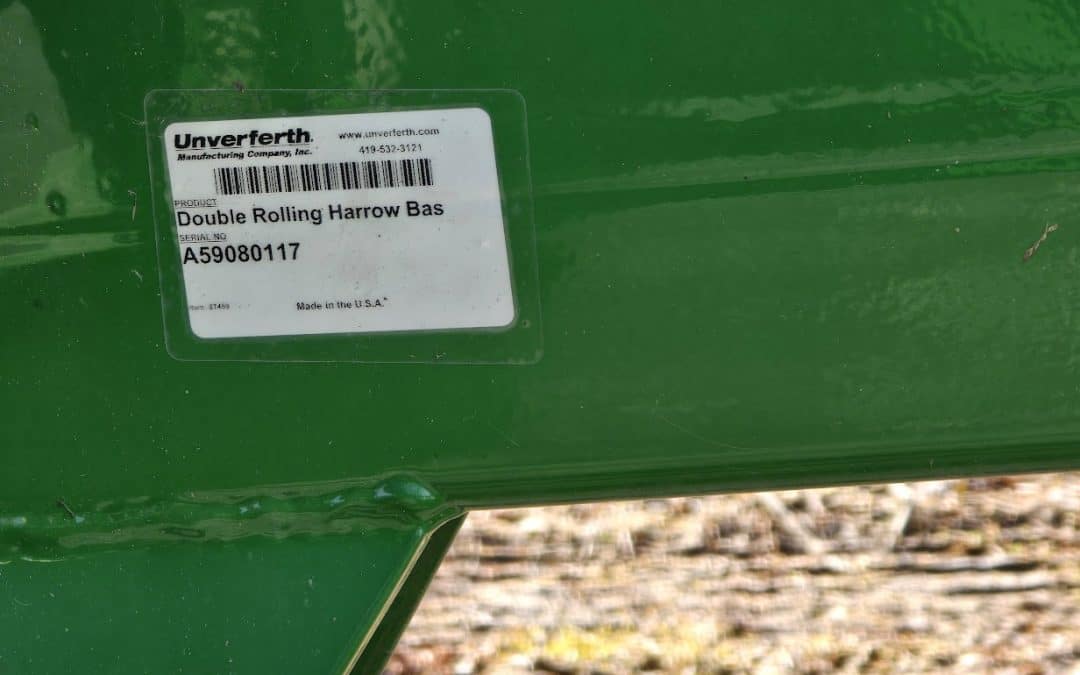 Unverferth
Manufacturing Company, Inc.
www.unverferth.com
419-532-3121
PRODUCT
Double Rolling Harrow Bas
SERIAL NO
A59080117
Made in the U.S.A.*